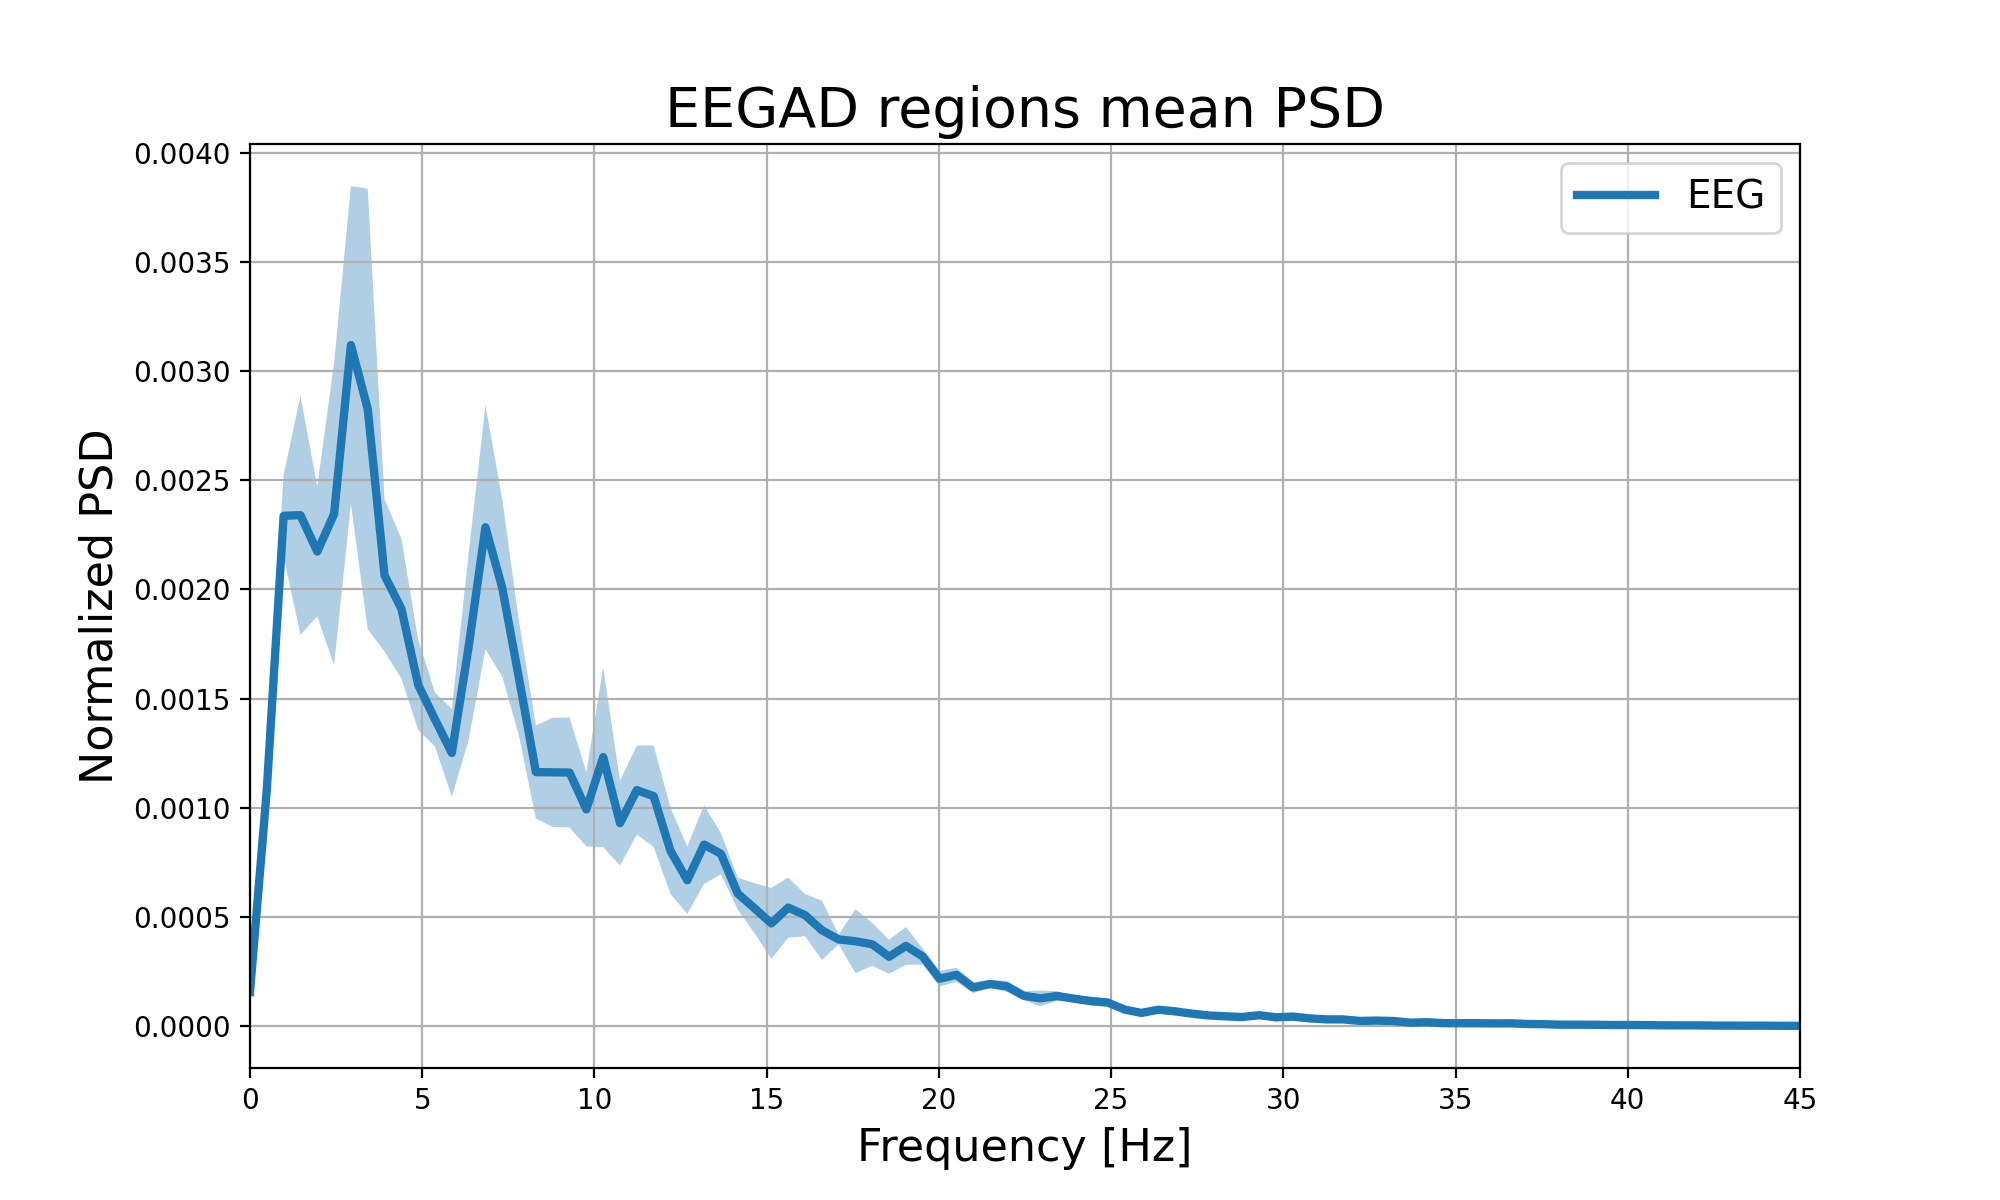 EEGAD regions mean PSD
EEG
Normalized PSD
0.0040
0.0035
0.0030
0.0025
0.0020
0.0015
0.0010
0.0005
0.0000
0 5 10 15 20 25 30 35 40 45
Frequency [Hz]